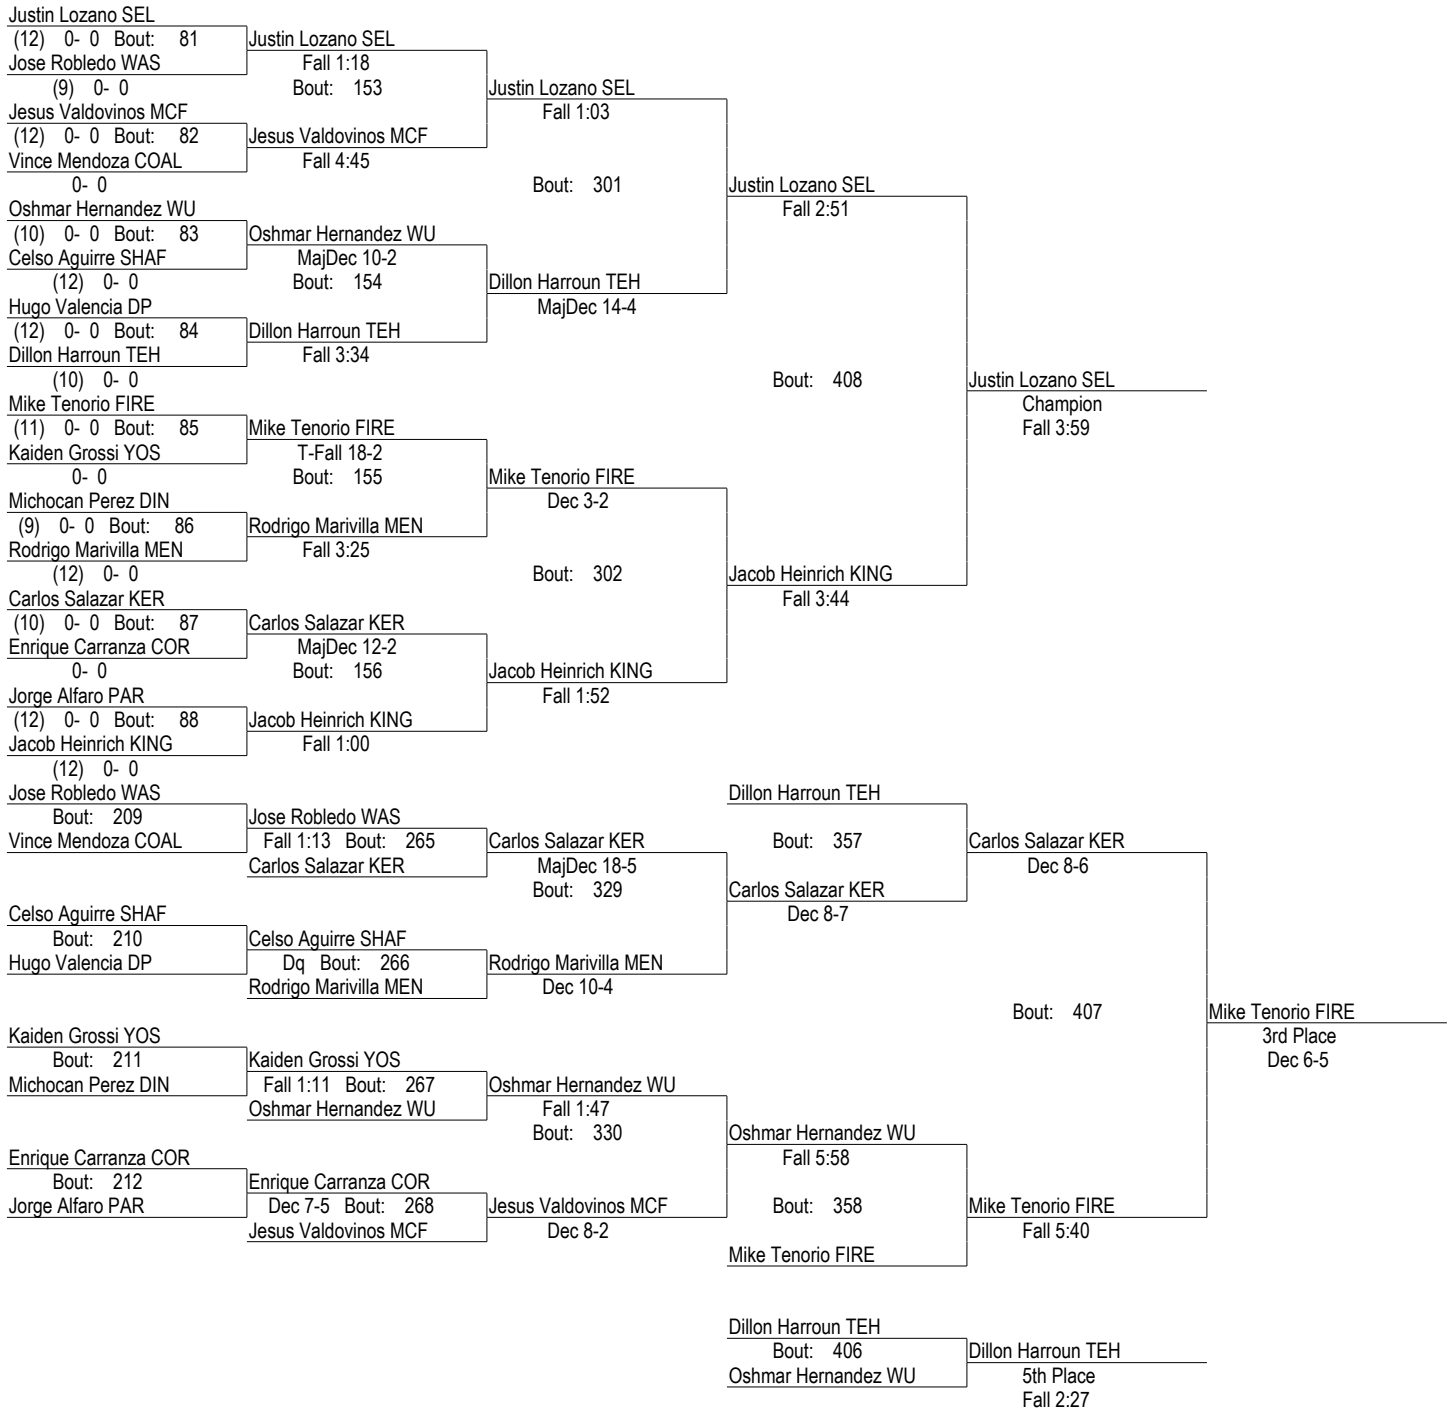 Justin Lozano SEL
(12) 0- 0 Bout: 81 Justin Lozano SEL
Jose Robledo WAS Fall 1:18
(9) 0- 0 Bout: 153 Justin Lozano SEL
Jesus Valdovinos MCF Fall 1:03
(12) 0- 0 Bout: 82 Jesus Valdovinos MCF
Vince Mendoza COAL Fall 4:45
0- 0 Bout: 301 Justin Lozano SEL
Oshmar Hernandez WU Fall 2:51
(10) 0- 0 Bout: 83 Oshmar Hernandez WU
Celso Aguirre SHAF MajDec 10-2
(12) 0- 0 Bout: 154 Dillon Harroun TEH
Hugo Valencia DP MajDec 14-4
(12) 0- 0 Bout: 84 Dillon Harroun TEH
Dillon Harroun TEH Fall 3:34
(10) 0- 0 Bout: 408 Justin Lozano SEL
Mike Tenorio FIRE Champion
(11) 0- 0 Bout: 85 Mike Tenorio FIRE Fall 3:59
Kaiden Grossi YOS T-Fall 18-2
0- 0 Bout: 155 Mike Tenorio FIRE
Michocan Perez DIN Dec 3-2
(9) 0- 0 Bout: 86 Rodrigo Marivilla MEN
Rodrigo Marivilla MEN Fall 3:25
(12) 0- 0 Bout: 302 Jacob Heinrich KING
Carlos Salazar KER Fall 3:44
(10) 0- 0 Bout: 87 Carlos Salazar KER
Enrique Carranza COR MajDec 12-2
0- 0 Bout: 156 Jacob Heinrich KING
Jorge Alfaro PAR Fall 1:52
(12) 0- 0 Bout: 88 Jacob Heinrich KING
Jacob Heinrich KING Fall 1:00
(12) 0- 0
Jose Robledo WAS Dillon Harroun TEH
Bout: 209 Jose Robledo WAS
Vince Mendoza COAL Fall 1:13 Bout: 265 Carlos Salazar KER Bout: 357 Carlos Salazar KER
Carlos Salazar KER MajDec 18-5 Dec 8-6
Bout: 329 Carlos Salazar KER
Celso Aguirre SHAF Dec 8-7
Bout: 210 Celso Aguirre SHAF
Hugo Valencia DP Dq Bout: 266 Rodrigo Marivilla MEN
Rodrigo Marivilla MEN Dec 10-4
Bout: 407 Mike Tenorio FIRE
Kaiden Grossi YOS 3rd Place
Bout: 211 Kaiden Grossi YOS Dec 6-5
Michocan Perez DIN Fall 1:11 Bout: 267 Oshmar Hernandez WU
Oshmar Hernandez WU Fall 1:47
Bout: 330 Oshmar Hernandez WU
Enrique Carranza COR Fall 5:58
Bout: 212 Enrique Carranza COR
Jorge Alfaro PAR Dec 7-5 Bout: 268 Jesus Valdovinos MCF Bout: 358 Mike Tenorio FIRE
Jesus Valdovinos MCF Dec 8-2 Fall 5:40
Mike Tenorio FIRE
Dillon Harroun TEH
Bout: 406 Dillon Harroun TEH
Oshmar Hernandez WU 5th Place
Fall 2:27